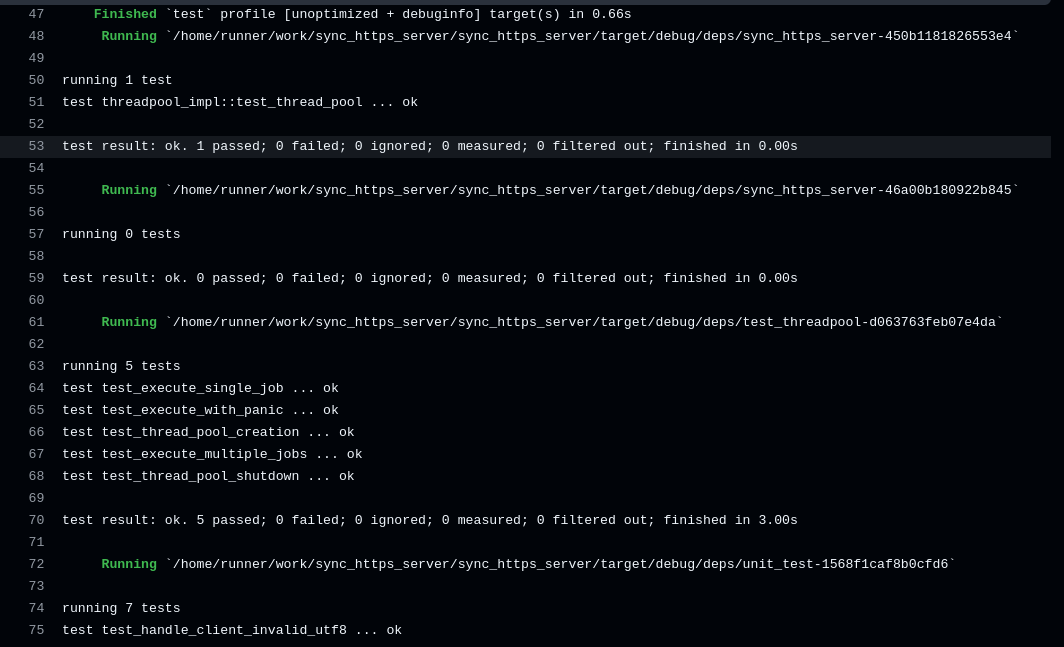 47 Finished `test` profile [unoptimized + debuginfo] target(s) in 0.66s
48 Running `/home/runner/work/sync_https_server/sync_https_server/target/debug/deps/sync_https_server-450b1181826553e4`
49
50 running 1 test
51 test threadpool_impl::test_thread_pool ... ok
52
53 test result: ok. 1 passed; 0 failed; 0 ignored; 0 measured; 0 filtered out; finished in 0.00s
54
55 Running `/home/runner/work/sync_https_server/sync_https_server/target/debug/deps/sync_https_server-46a00b180922b845`
56
57 running 0 tests
58
59 test result: ok. 0 passed; 0 failed; 0 ignored; 0 measured; 0 filtered out; finished in 0.00s
60
61 Running `/home/runner/work/sync_https_server/sync_https_server/target/debug/deps/test_threadpool-d063763feb07e4da`
62
63 running 5 tests
64 test test_execute_single_job ... ok
65 test test_execute_with_panic ... ok
66 test test_thread_pool_creation ... ok
67 test test_execute_multiple_jobs ... ok
68 test test_thread_pool_shutdown ... ok
69
70 test result: ok. 5 passed; 0 failed; 0 ignored; 0 measured; 0 filtered out; finished in 3.00s
71
72 Running `/home/runner/work/sync_https_server/sync_https_server/target/debug/deps/unit_test-1568f1caf8b0cfd6`
73
74 running 7 tests
75 test test_handle_client_invalid_utf8 ... ok